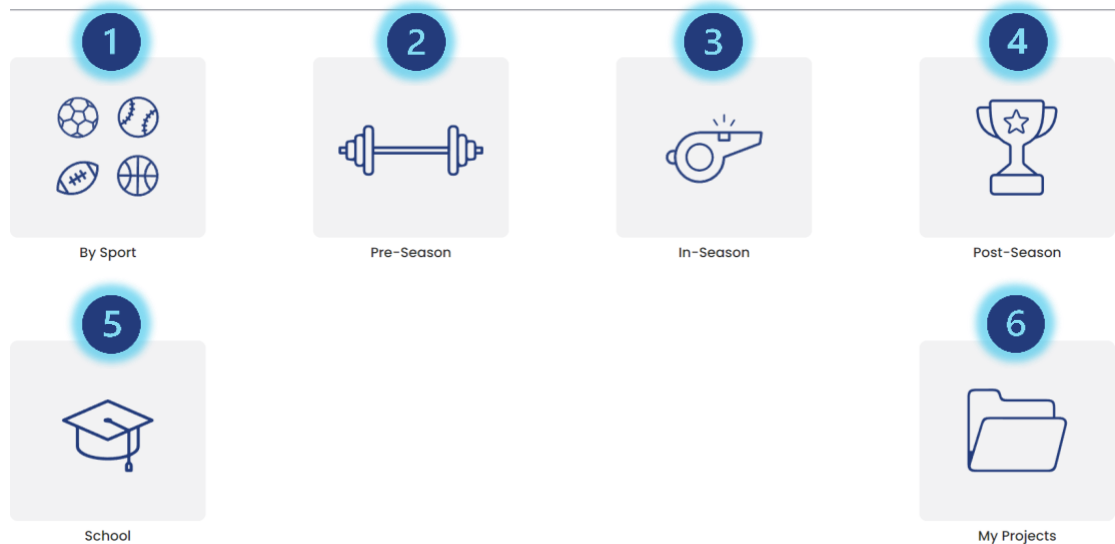 1
2
3
4
By Sport
Pre-Season
In-Season
Post-Season
5
6
School
My Projects